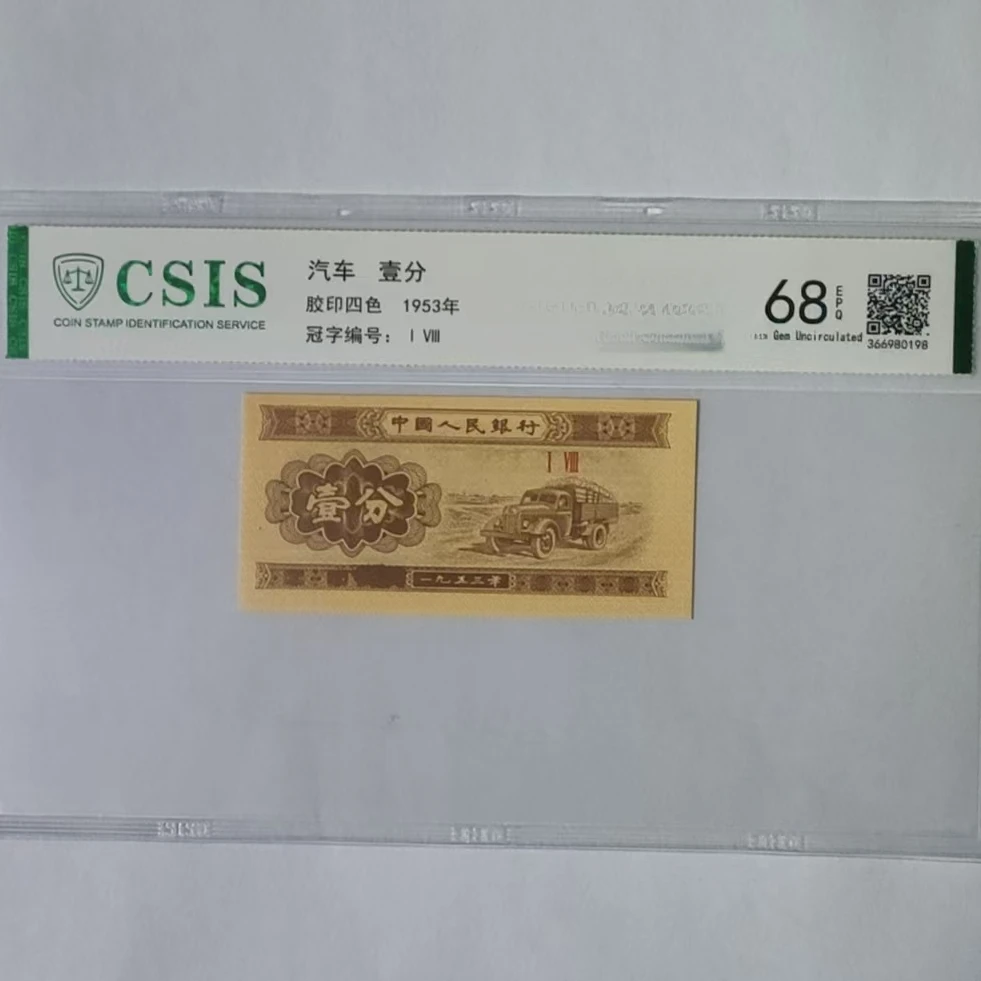 CSIS
COIN STAMP IDENTIFICATION SERVICE
汽车 壹分
胶印四色 1953年
冠字编号: I VIII
68 EPQ
Gem Uncirculated
366980198
中國人民銀行
I VIII
壹分
一九五三年